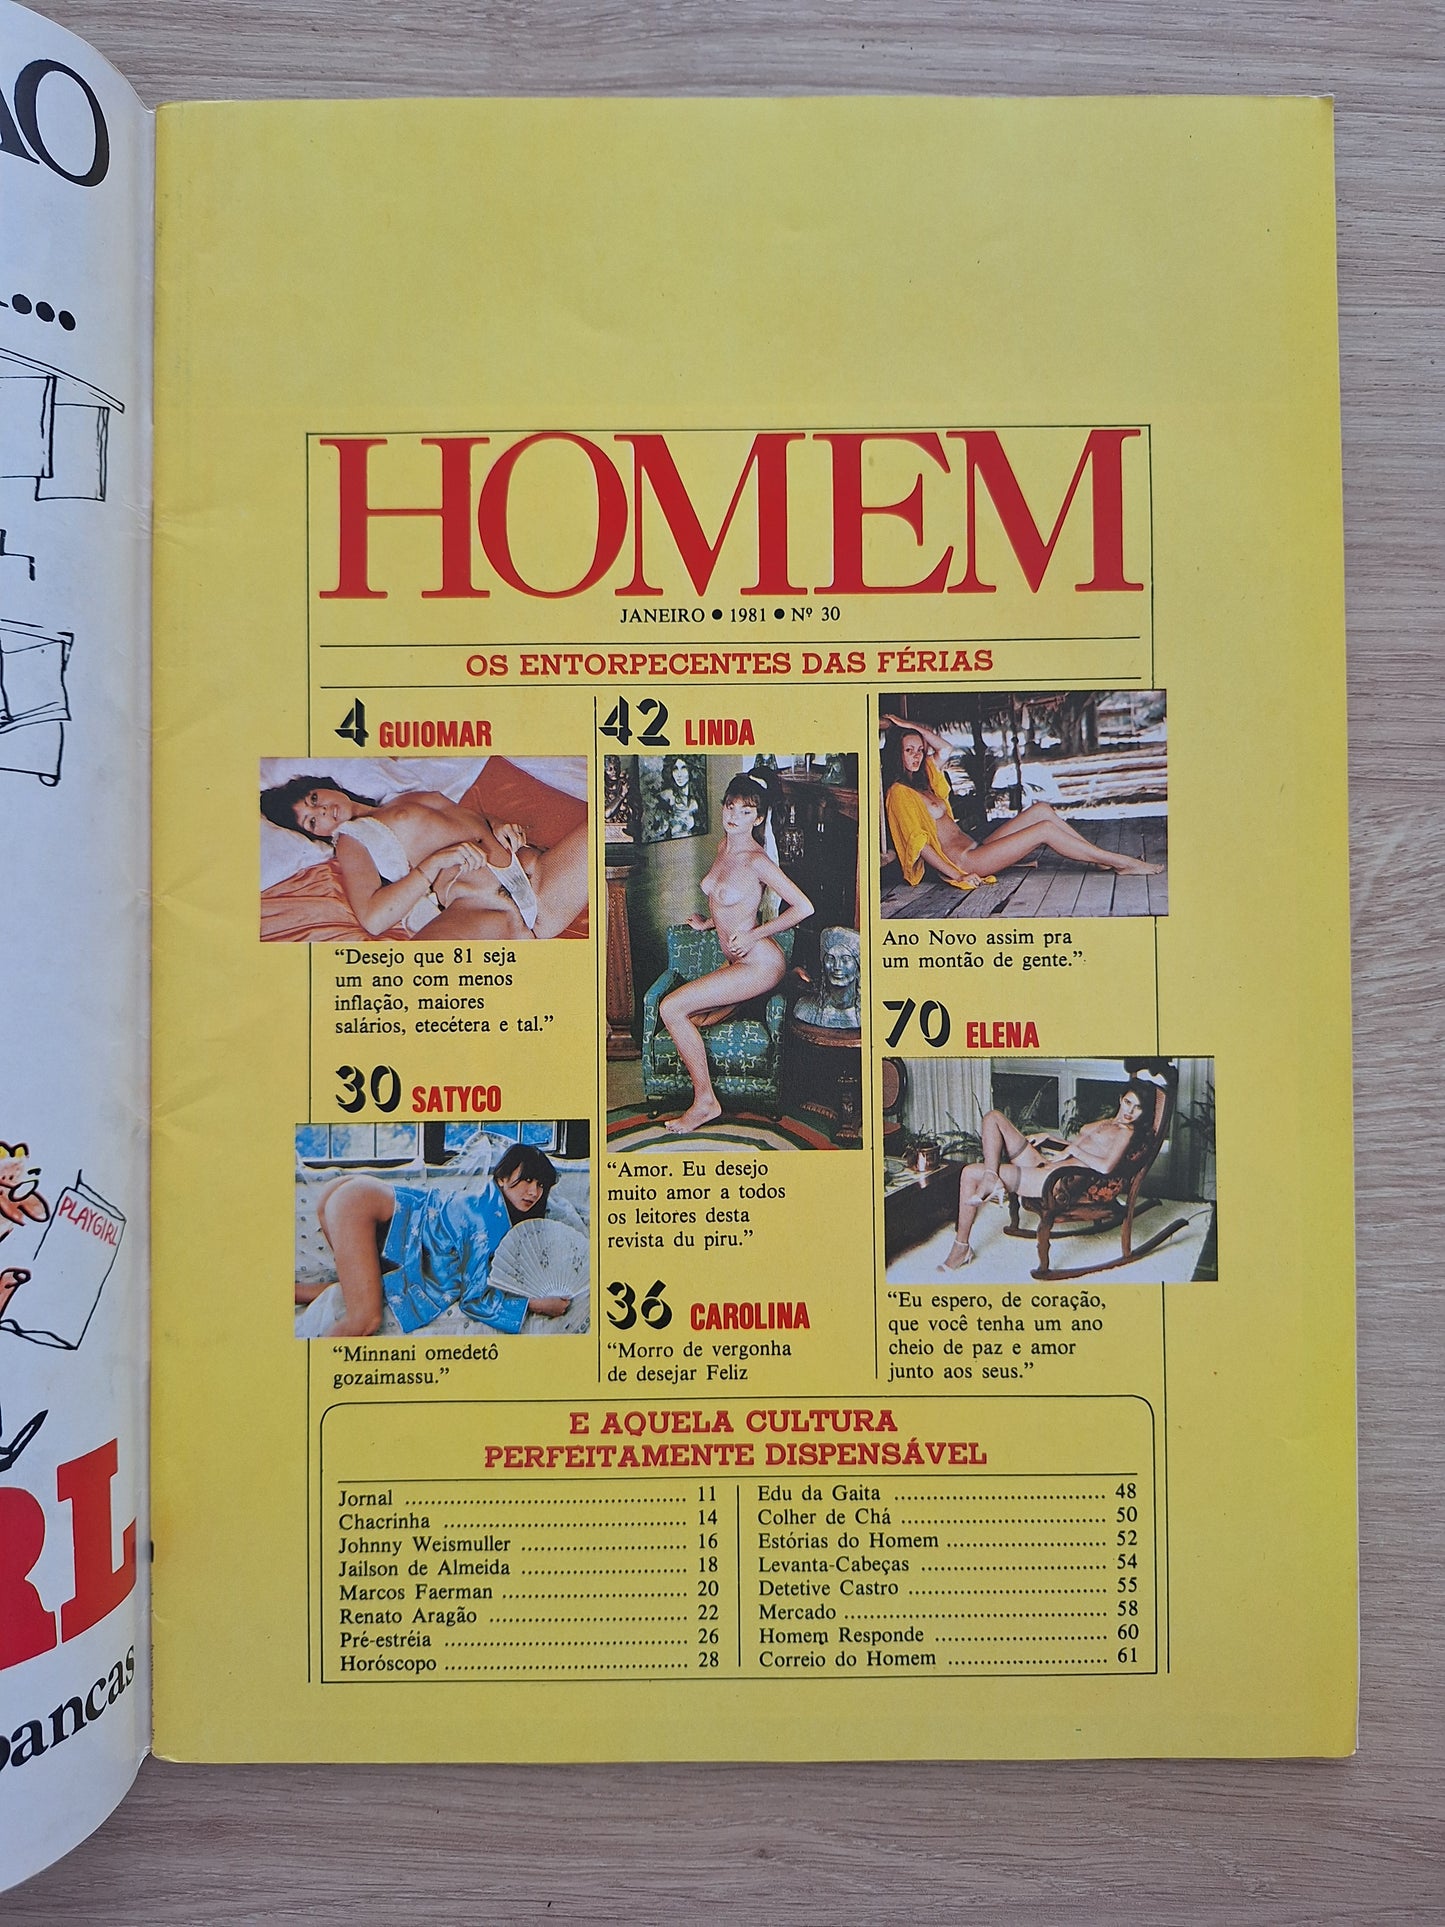 HOMEM
JANEIRO ● 1981 ● Nº 30
OS ENTORPECENTES DAS FÉRIAS
4 GUIOMAR
“Desejo que 81 seja
um ano com menos
inflação, maiores
salários, etecétera e tal.”
30 SATYCO
“Minnani omedetô
gozaimassu.”
42 LINDA
“Amor. Eu desejo
muito amor a todos
os leitores desta
revista du piru.”
36 CAROLINA
“Morro de vergonha
de desejar Feliz
Ano Novo assim pra
um montão de gente.”
70 ELENA
“Eu espero, de coração,
que você tenha um ano
cheio de paz e amor
junto aos seus.”
E AQUELA CULTURA
PERFEITAMENTE DISPENSÁVEL
Jornal ........ 11
Chacrinha ........ 14
Johnny Weismuller ........ 16
Jailson de Almeida ........ 18
Marcos Faerman ........ 20
Renato Aragão ........ 22
Pré-estréia ........ 26
Horóscopo ........ 28
Edu da Gaita ........ 48
Colher de Chá ........ 50
Estórias do Homem ........ 52
Levanta-Cabeças ........ 54
Detetive Castro ........ 55
Mercado ........ 58
Homem Responde ........ 60
Correio do Homem ........ 61
PLAYGIRL
RL
bancas